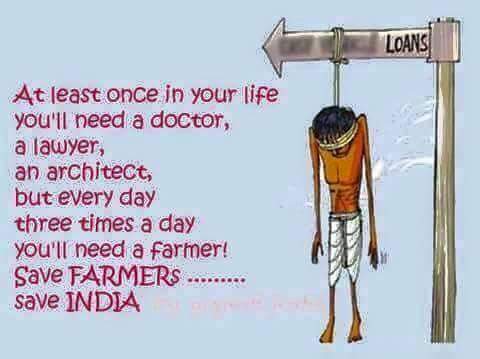 LOANS
At least once in your life
you'll need a doctor,
a lawyer,
an architect,
but every day
three times a day
you'll need a farmer!
Save FARMERs .........
save INDIA